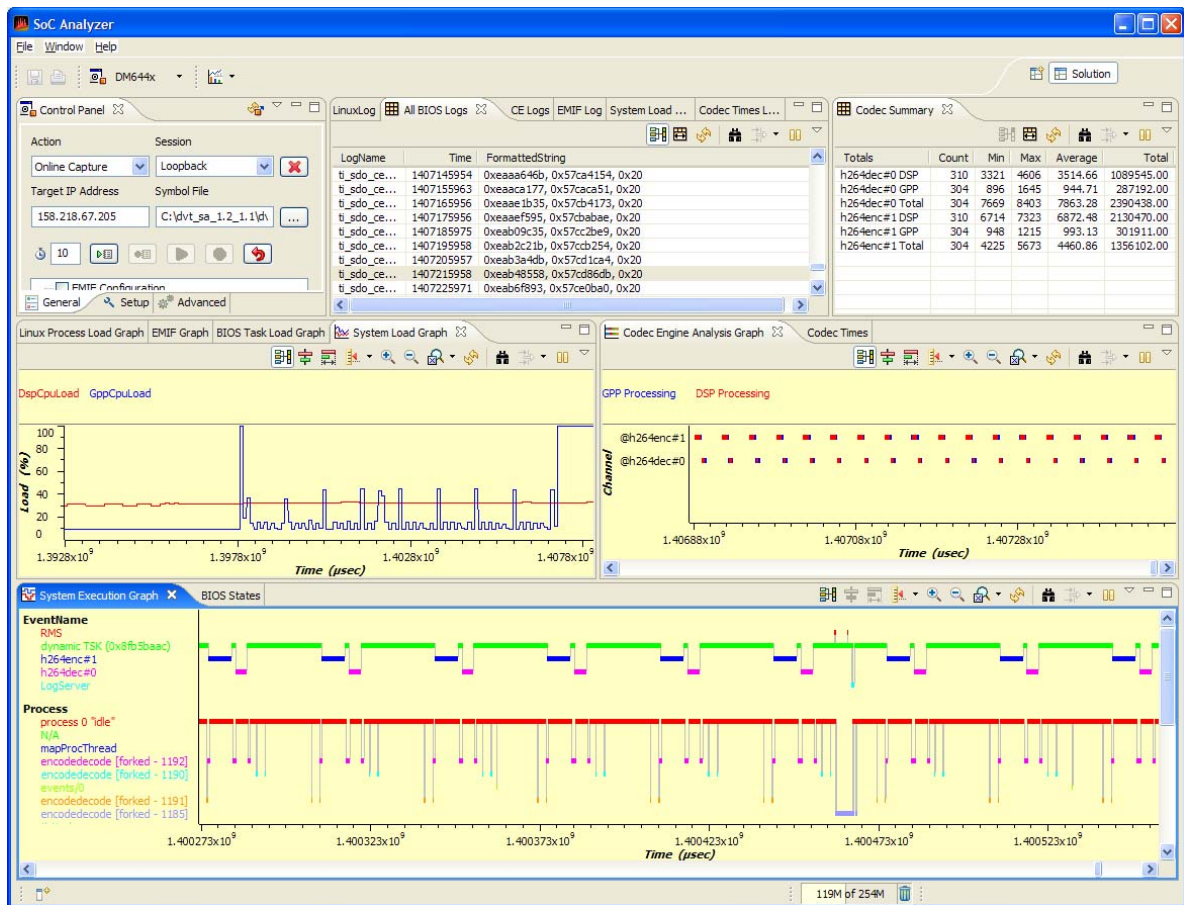 SoC Analyzer
File Window Help
DM644x
Solution
Control Panel
Action Session
Online Capture Loopback
Target IP Address Symbol File
158.218.67.205 C:\dvt_sa_1.2_1.1\dv ...
10
EMIF Configuration
General Setup Advanced
LinuxLog All BIOS Logs CE Logs EMIF Log System Load ... Codec Times L...
LogName Time FormattedString
ti_sdo_ce... 1407145954 0xeaaa646b, 0x57ca4154, 0x20
ti_sdo_ce... 1407155963 0xeaaca177, 0x57caca51, 0x20
ti_sdo_ce... 1407165956 0xeaae1b35, 0x57cb4173, 0x20
ti_sdo_ce... 1407175956 0xeaaef595, 0x57cbabae, 0x20
ti_sdo_ce... 1407185975 0xeab09c35, 0x57cc2be9, 0x20
ti_sdo_ce... 1407195958 0xeab2c21b, 0x57ccb254, 0x20
ti_sdo_ce... 1407205957 0xeab3a4db, 0x57cd1ca4, 0x20
ti_sdo_ce... 1407215958 0xeab48558, 0x57cd86db, 0x20
ti_sdo_ce... 1407225971 0xeab6f893, 0x57ce0ba0, 0x20
Codec Summary
Totals Count Min Max Average Total
h264dec#0 DSP 310 3321 4606 3514.66 1089545.00
h264dec#0 GPP 304 896 1645 944.71 287192.00
h264dec#0 Total 304 7669 8403 7863.28 2390438.00
h264enc#1 DSP 310 6714 7323 6872.48 2130470.00
h264enc#1 GPP 304 948 1215 993.13 301911.00
h264enc#1 Total 304 4225 5673 4460.86 1356102.00
Linux Process Load Graph EMIF Graph BIOS Task Load Graph System Load Graph
DspCpuLoad GppCpuLoad
100
80
60
40
20
0
Load (%)
1.3928x10⁹ 1.3978x10⁹ 1.4028x10⁹ 1.4078x10⁹
Time (µsec)
Codec Engine Analysis Graph Codec Times
GPP Processing DSP Processing
@h264enc#1
@h264dec#0
Channel
1.40688x10⁹ 1.40708x10⁹ 1.40728x10⁹
Time (usec)
System Execution Graph BIOS States
EventName
RMS
dynamic TSK (0x8fb5baac)
h264enc#1
h264dec#0
LogServer
Process
process 0 "idle"
N/A
mapProcThread
encodedecode [forked - 1192]
encodedecode [forked - 1190]
events/0
encodedecode [forked - 1191]
encodedecode [forked - 1185]
1.400273x10⁹ 1.400323x10⁹ 1.400373x10⁹ 1.400423x10⁹ 1.400473x10⁹ 1.400523x10⁹
Time (µsec)
119M of 254M